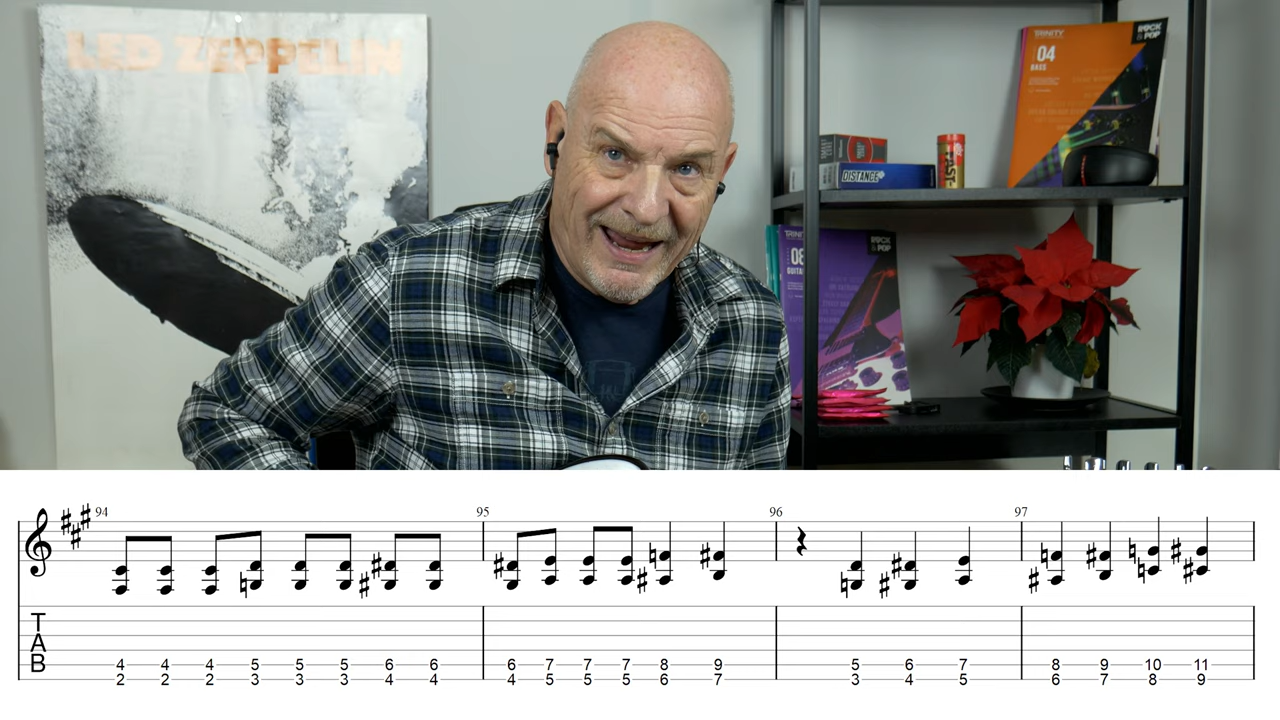 LED ZEPPELIN
TRINITY
ROCK
& POP
04
BASS
DISTANCE
FAST
ROCK
& POP
08
94
95
96
97
T
A
B
4 4 4 5 5 5 6 6 6 7 7 7 8 9 5 6 7 8 9 10 11
2 2 2 3 3 3 4 4 4 5 5 5 6 7 3 4 5 6 7 8 9